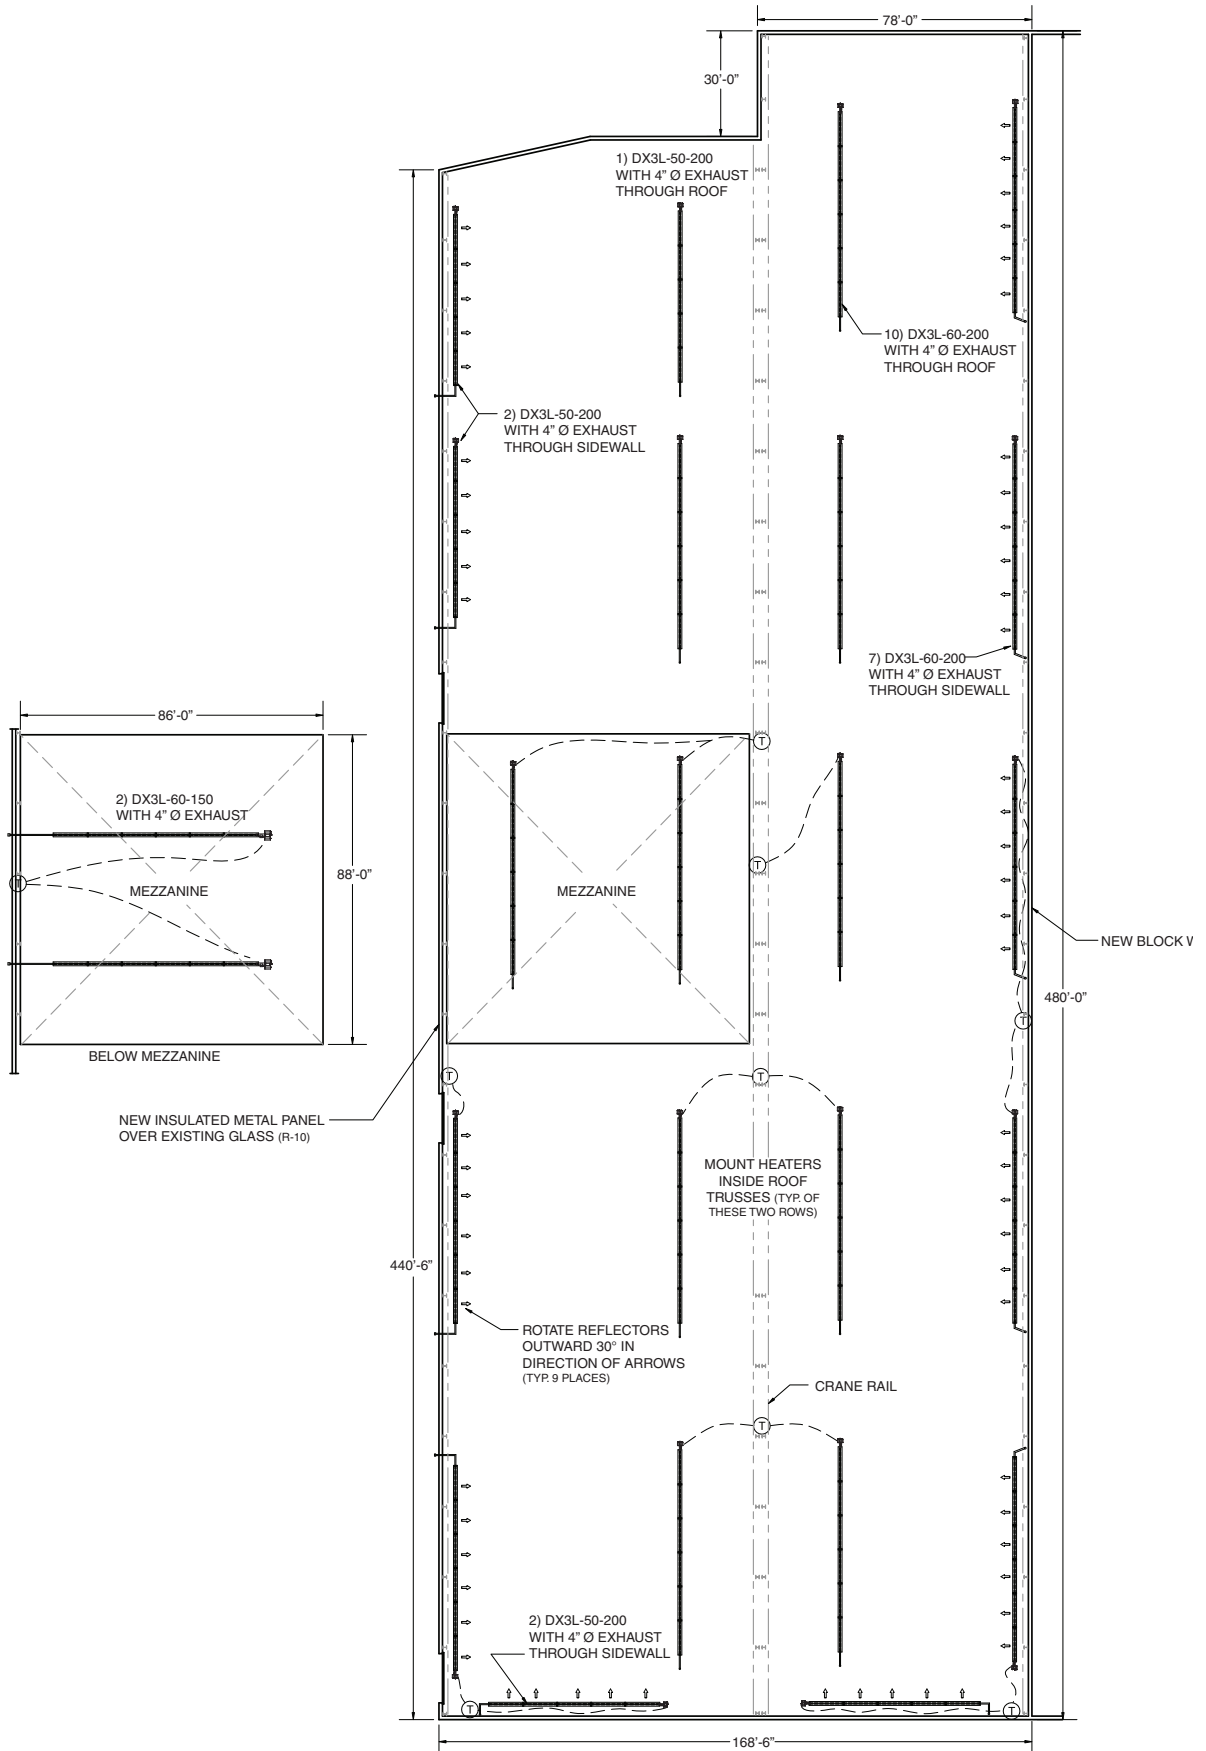 78'-0"
30'-0"
1) DX3L-50-200
WITH 4" Ø EXHAUST
THROUGH ROOF
10) DX3L-60-200
WITH 4" Ø EXHAUST
THROUGH ROOF
2) DX3L-50-200
WITH 4" Ø EXHAUST
THROUGH SIDEWALL
7) DX3L-60-200
WITH 4" Ø EXHAUST
THROUGH SIDEWALL
86'-0"
2) DX3L-60-150
WITH 4" Ø EXHAUST
88'-0"
MEZZANINE
T
BELOW MEZZANINE
T
T
MEZZANINE
NEW BLOCK
480'-0"
T
NEW INSULATED METAL PANEL
OVER EXISTING GLASS (R-10)
T
T
MOUNT HEATERS
INSIDE ROOF
TRUSSES (TYP. OF
THESE TWO ROWS)
440'-6"
ROTATE REFLECTORS
OUTWARD 30° IN
DIRECTION OF ARROWS
(TYP. 9 PLACES)
CRANE RAIL
T
2) DX3L-50-200
WITH 4" Ø EXHAUST
THROUGH SIDEWALL
T
T
168'-6"